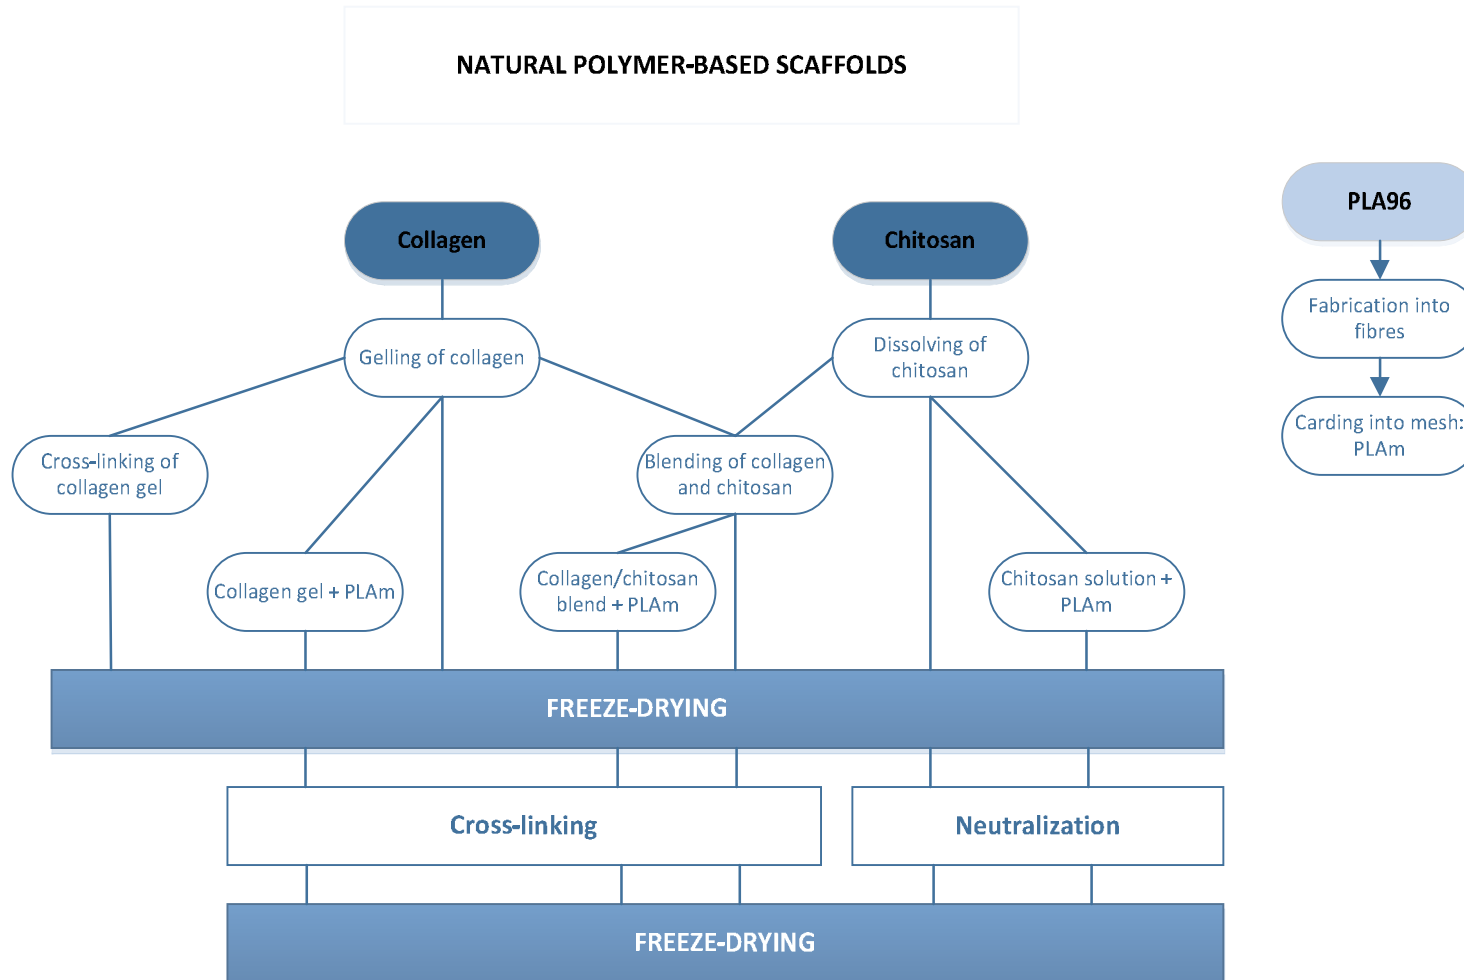 NATURAL POLYMER-BASED SCAFFOLDS
PLA96
Collagen
Chitosan
Fabrication into
fibres
Gelling of collagen
Dissolving of
chitosan
Carding into mesh:
PLAm
Cross-linking of
collagen gel
Blending of collagen
and chitosan
Collagen gel + PLAm
Collagen/chitosan
blend + PLAm
Chitosan solution +
PLAm
FREEZE-DRYING
Cross-linking
Neutralization
FREEZE-DRYING